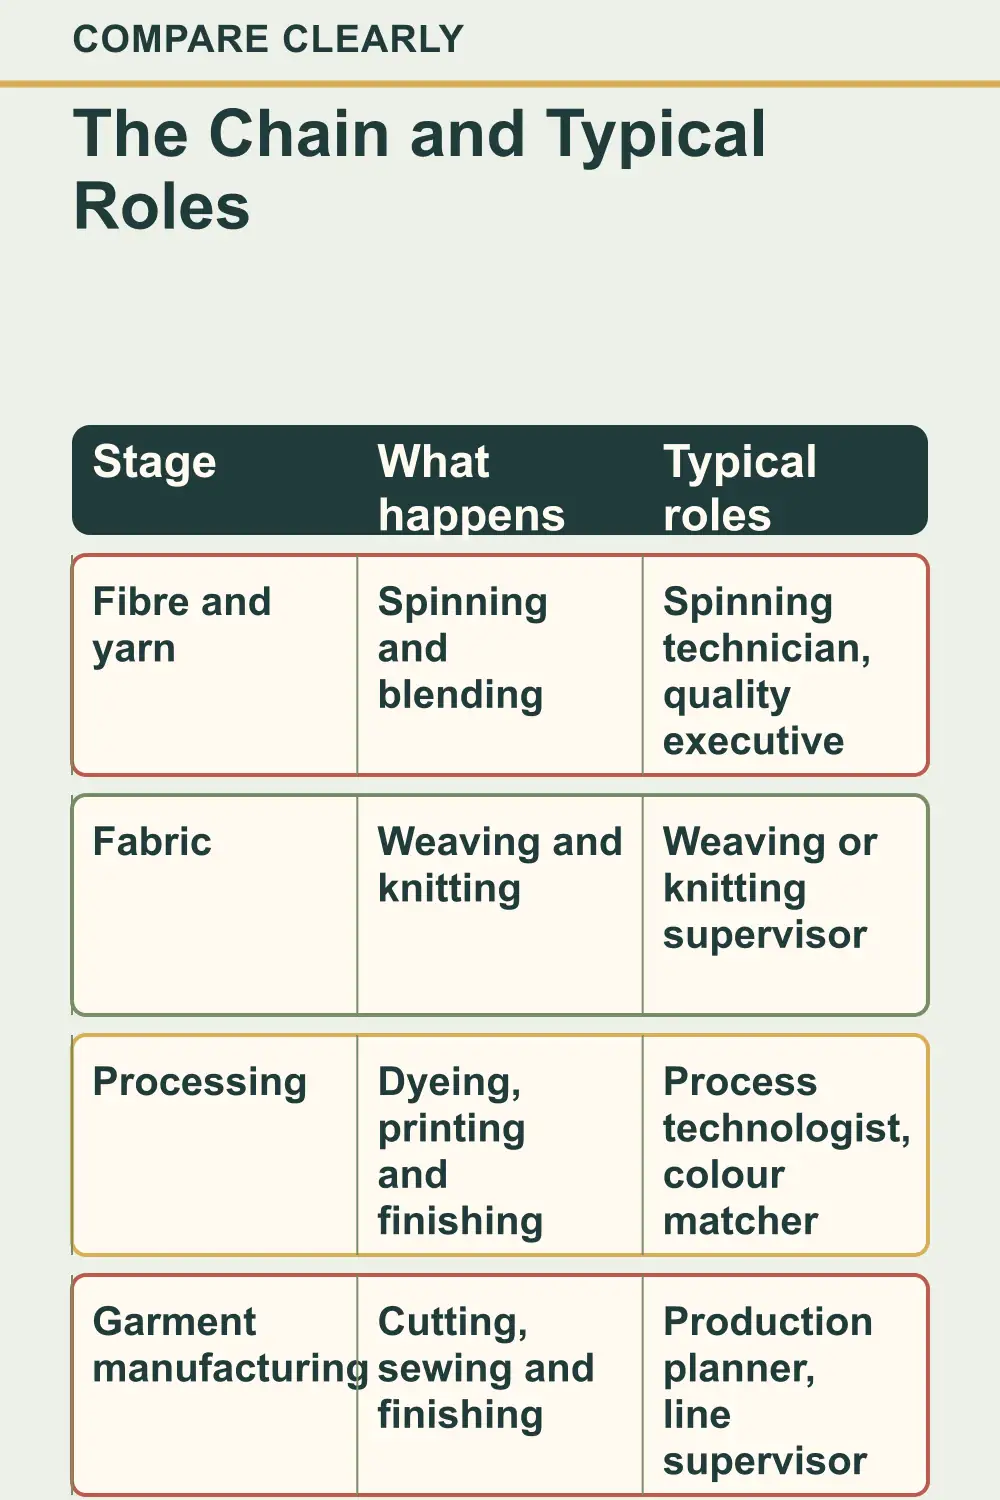 COMPARE CLEARLY
The Chain and Typical
Roles
Stage
What
happens
Typical
roles
Fibre and
yarn
Spinning
and
blending
Spinning
technician,
quality
executive
Fabric
Weaving and
knitting
Weaving or
knitting
supervisor
Processing
Dyeing,
printing
and
finishing
Process
technologist,
colour
matcher
Garment
manufacturing
Cutting,
sewing and
finishing
Production
planner,
line
supervisor